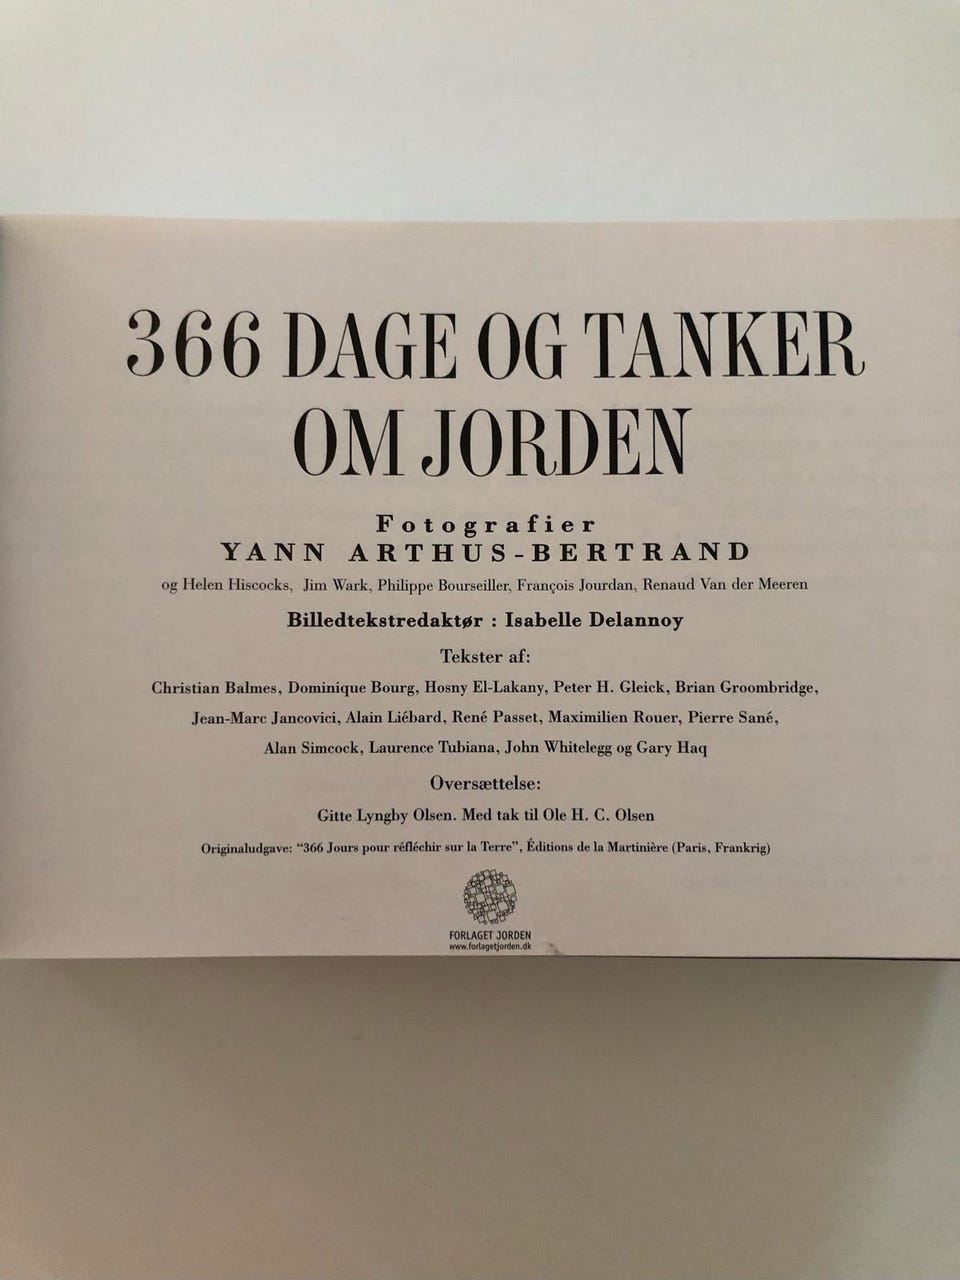 366 DAGE OG TANKER
OM JORDEN
Fotografier
YANN ARTHUS-BERTRAND
og Helen Hiscocks, Jim Wark, Philippe Bourseiller, François Jourdan, Renaud Van der Meeren
Billedtekstredaktør : Isabelle Delannoy
Tekster af:
Christian Balmes, Dominique Bourg, Hosny El-Lakany, Peter H. Gleick, Brian Groombridge,
Jean-Marc Jancovici, Alain Liébard, René Passet, Maximilien Rouer, Pierre Sané,
Alan Simcock, Laurence Tubiana, John Whitelegg og Gary Haq
Oversættelse:
Gitte Lyngby Olsen. Med tak til Ole H. C. Olsen
Originaludgave: “366 Jours pour réfléchir sur la Terre”, Éditions de la Martinière (Paris, Frankrig)
FORLAGET JORDEN
www.forlagetjorden.dk